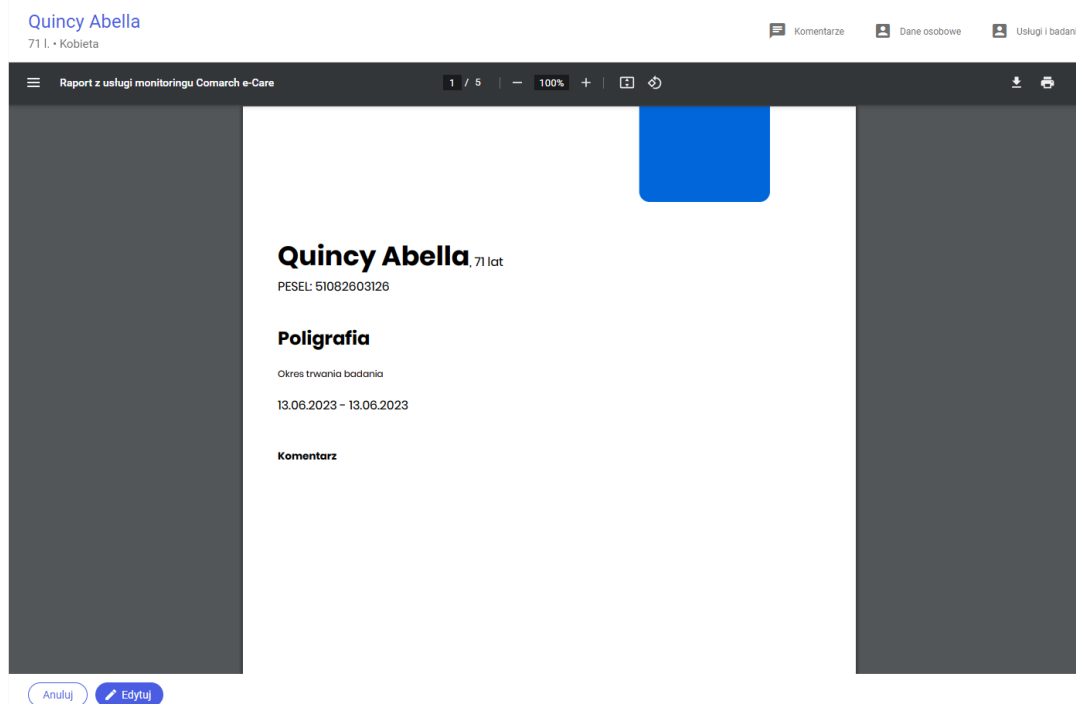 Quincy Abella
71 l. • Kobieta
Komentarze
Dane osobowe
Usługi i badani
Raport z usługi monitoringu Comarch e-Care
1 / 5
100%
Quincy Abella, 71 lat
PESEL: 51082603126
Poligrafia
Okres trwania badania
13.06.2023 - 13.06.2023
Komentarz
Anuluj
Edytuj